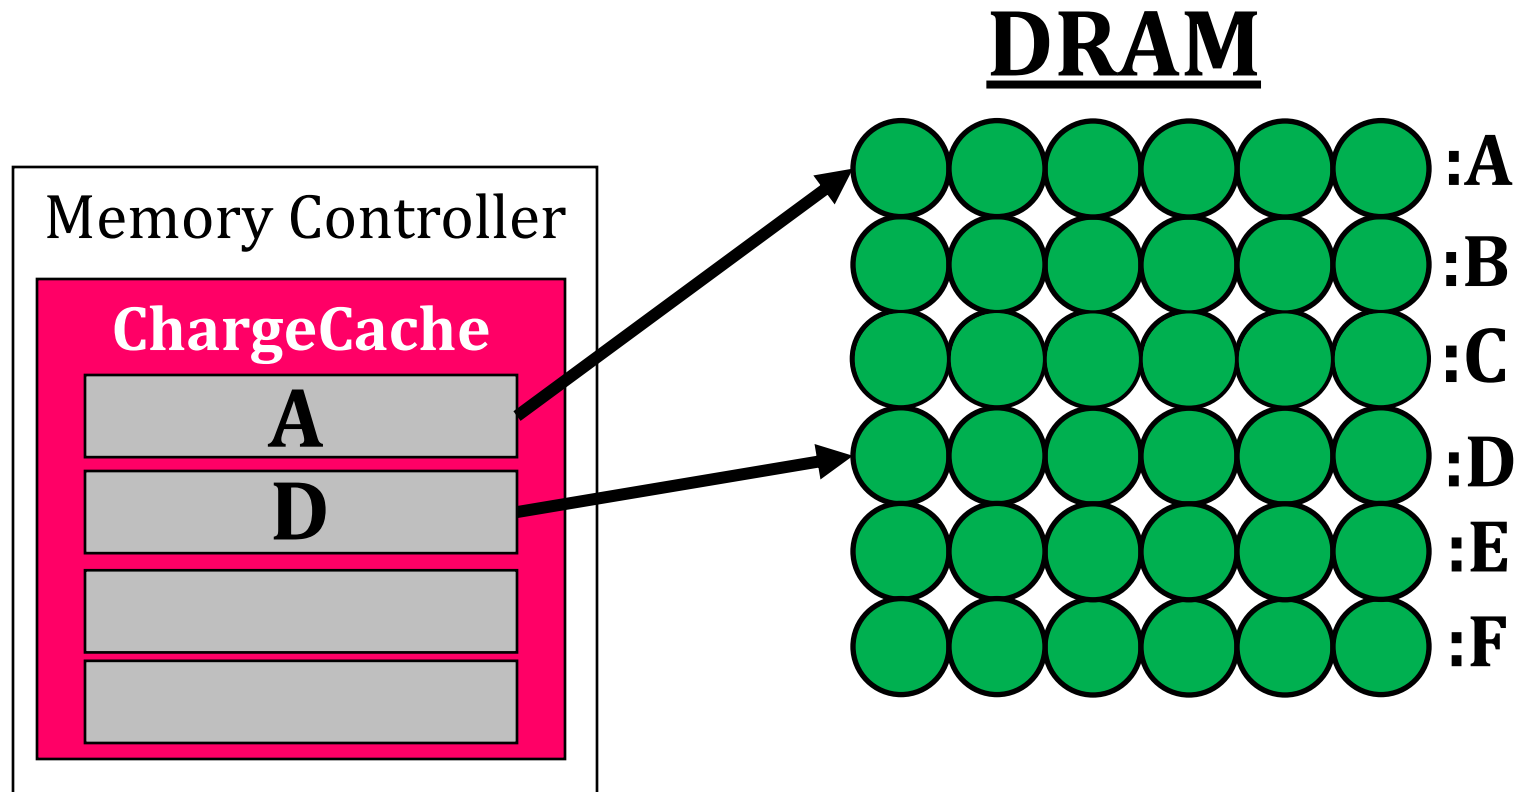 DRAM
Memory Controller
ChargeCache
A
D
:A
:B
:C
:D
:E
:F